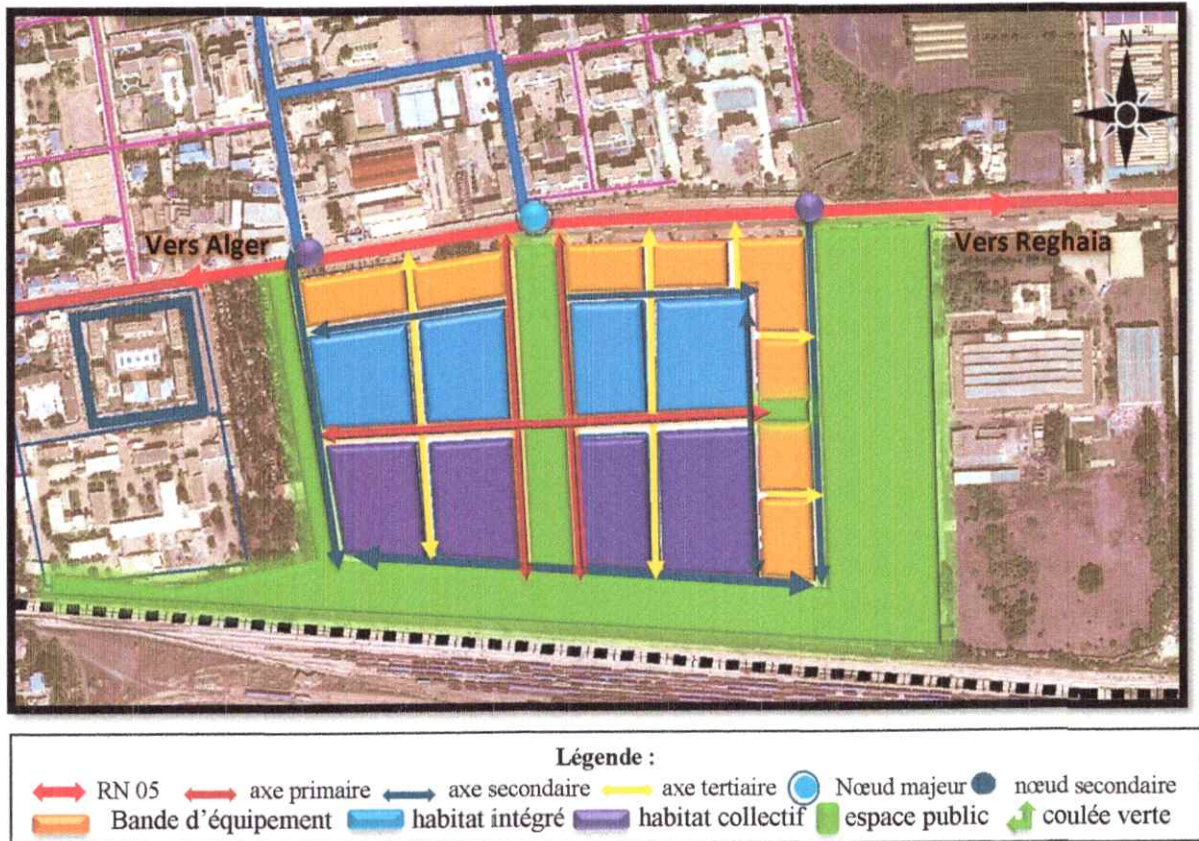 N
Vers Alger
Vers Reghaia
Légende :
RN 05 axe primaire axe secondaire axe tertiaire Nœud majeur nœud secondaire
Bande d'équipement habitat intégré habitat collectif espace public coulée verte